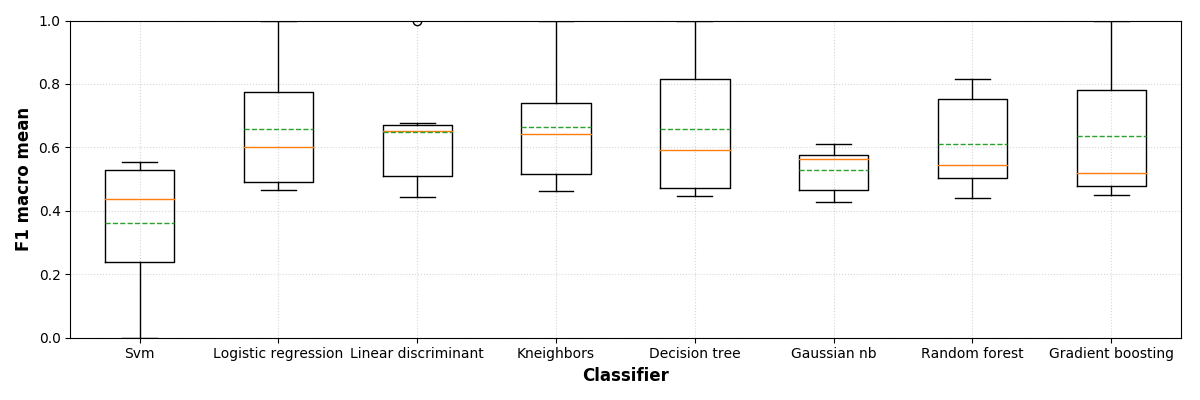 1.0
0.8
0.6
0.4
0.2
0.0
F1 macro mean
Svm Logistic regression Linear discriminant Kneighbors Decision tree Gaussian nb Random forest Gradient boosting
Classifier